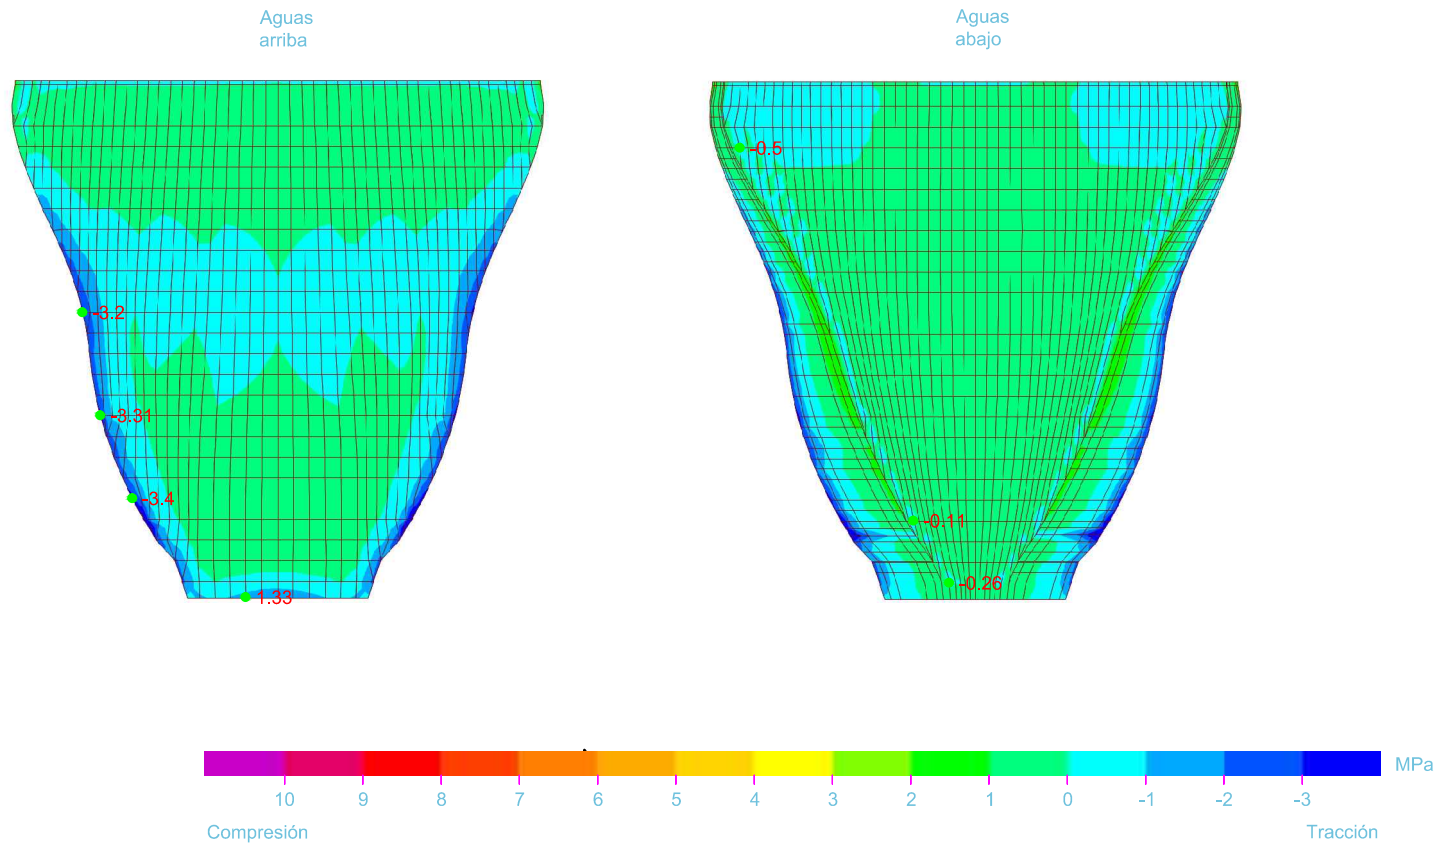 Aguas
arriba
Aguas
abajo
-0.5
-3.2
-3.31
-3.4
1.33
-0.11
-0.26
MPa
10 9 8 7 6 5 4 3 2 1 0 -1 -2 -3
Compresión Tracción